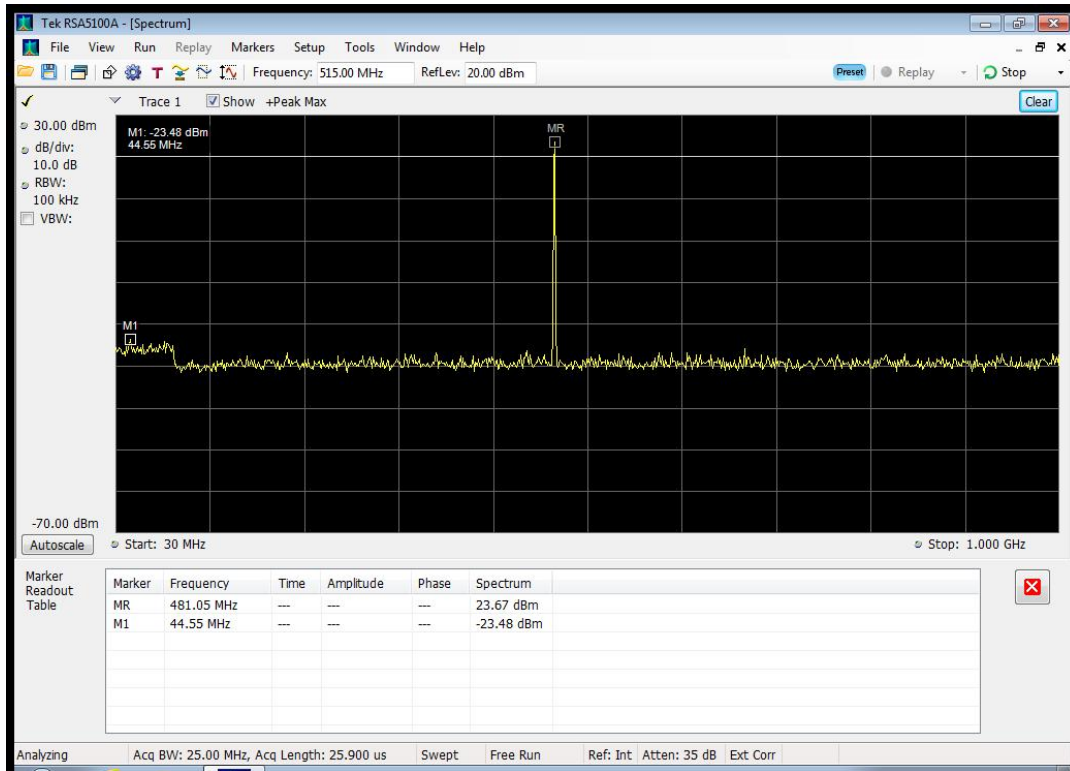 Tek RSA5100A - [Spectrum]
File View Run Replay Markers Setup Tools Window Help
T Frequency: 515.00 MHz RefLev: 20.00 dBm Preset Replay Stop
Trace 1 Show +Peak Max Clear
30.00 dBm
dB/div:
10.0 dB
RBW:
100 kHz
VBW:
M1: -23.48 dBm
44.55 MHz
MR
M1
-70.00 dBm
Autoscale Start: 30 MHz Stop: 1.000 GHz
Marker
Readout
Table
Marker Frequency Time Amplitude Phase Spectrum
MR 481.05 MHz --- --- --- 23.67 dBm
M1 44.55 MHz --- --- --- -23.48 dBm
Analyzing Acq BW: 25.00 MHz, Acq Length: 25.900 us Swept Free Run Ref: Int Atten: 35 dB Ext Corr